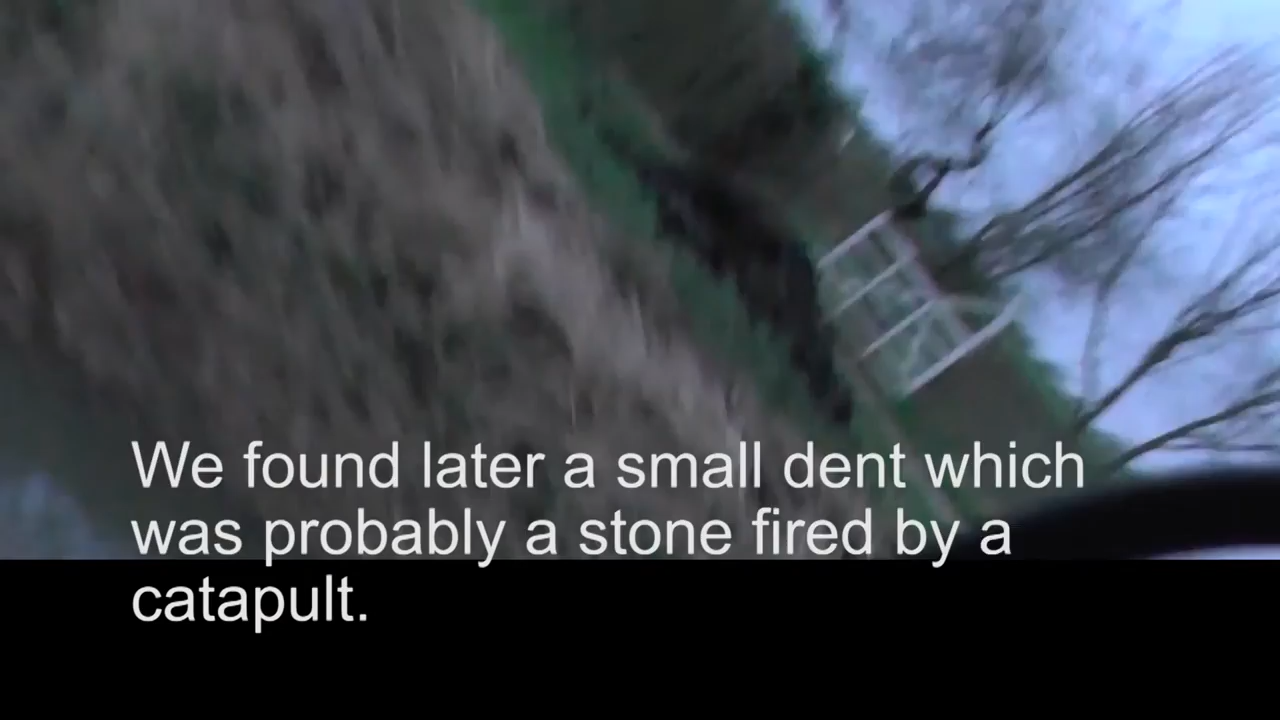 We found later a small dent which
was probably a stone fired by a
catapult.